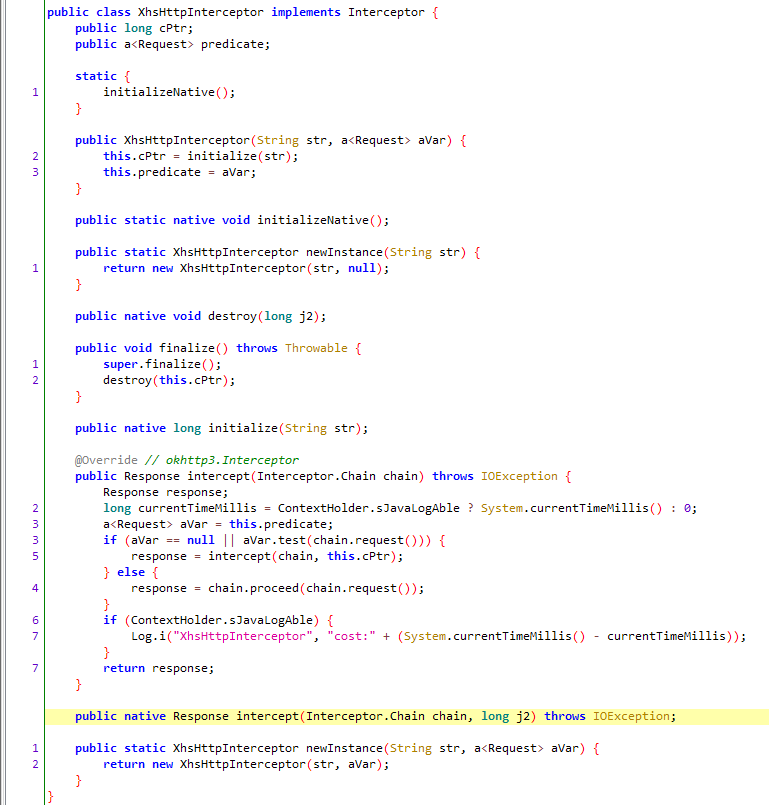 public class XhsHttpInterceptor implements Interceptor {
public long cPtr;
public a<Request> predicate;
static {
1 initializeNative();
}
public XhsHttpInterceptor(String str, a<Request> aVar) {
2 this.cPtr = initialize(str);
3 this.predicate = aVar;
}
public static native void initializeNative();
public static XhsHttpInterceptor newInstance(String str) {
1 return new XhsHttpInterceptor(str, null);
}
public native void destroy(long j2);
public void finalize() throws Throwable {
1 super.finalize();
2 destroy(this.cPtr);
}
public native long initialize(String str);
@Override // okhttp3.Interceptor
public Response intercept(Interceptor.Chain chain) throws IOException {
Response response;
2 long currentTimeMillis = ContextHolder.sJavaLogAble ? System.currentTimeMillis() : 0;
3 a<Request> aVar = this.predicate;
3 if (aVar == null || aVar.test(chain.request())) {
5 response = intercept(chain, this.cPtr);
} else {
4 response = chain.proceed(chain.request());
}
6 if (ContextHolder.sJavaLogAble) {
7 Log.i("XhsHttpInterceptor", "cost:" + (System.currentTimeMillis() - currentTimeMillis));
}
7 return response;
}
public native Response intercept(Interceptor.Chain chain, long j2) throws IOException;
1 public static XhsHttpInterceptor newInstance(String str, a<Request> aVar) {
2 return new XhsHttpInterceptor(str, aVar);
}
}